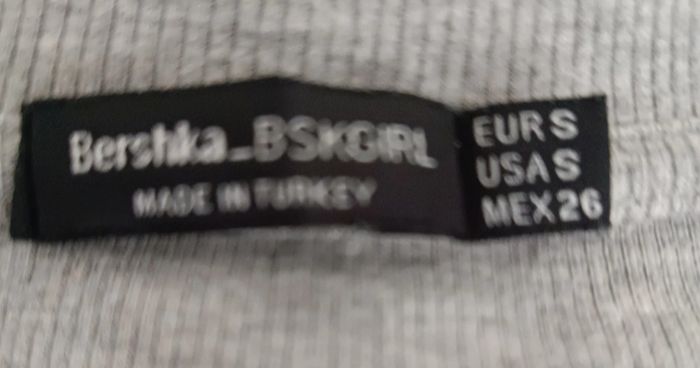 Bershka_BSKGIRL
MADE IN TURKEY
EUR S
USA S
MEX 26